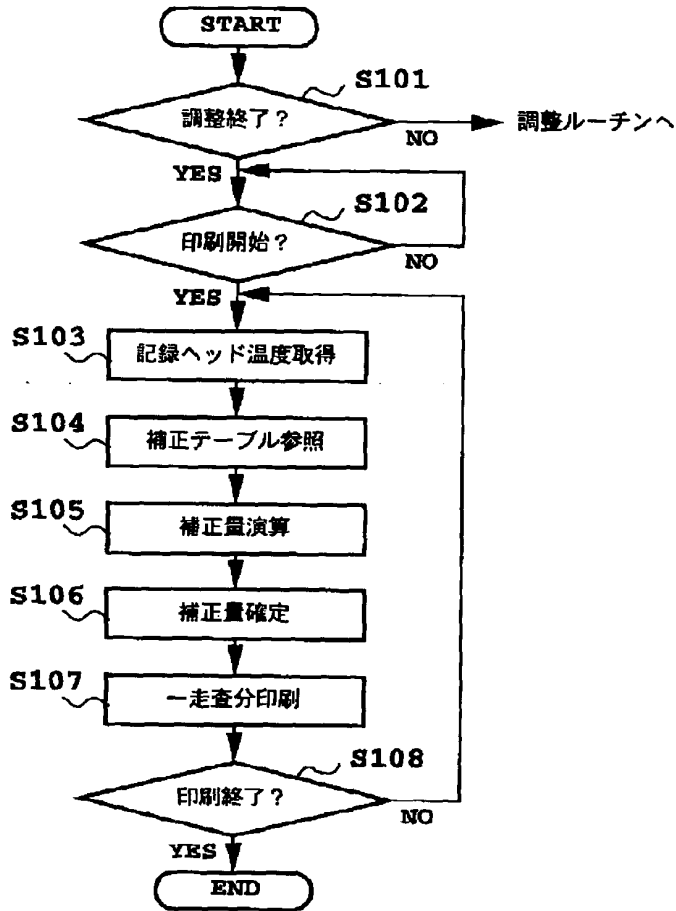 START
S101
調整終了？
NO
調整ルーチンへ
YES
S102
印刷開始？
NO
YES
S103
記録ヘッド温度取得
S104
補正テーブル参照
S105
補正量演算
S106
補正量確定
S107
一走査分印刷
S108
印刷終了？
NO
YES
END